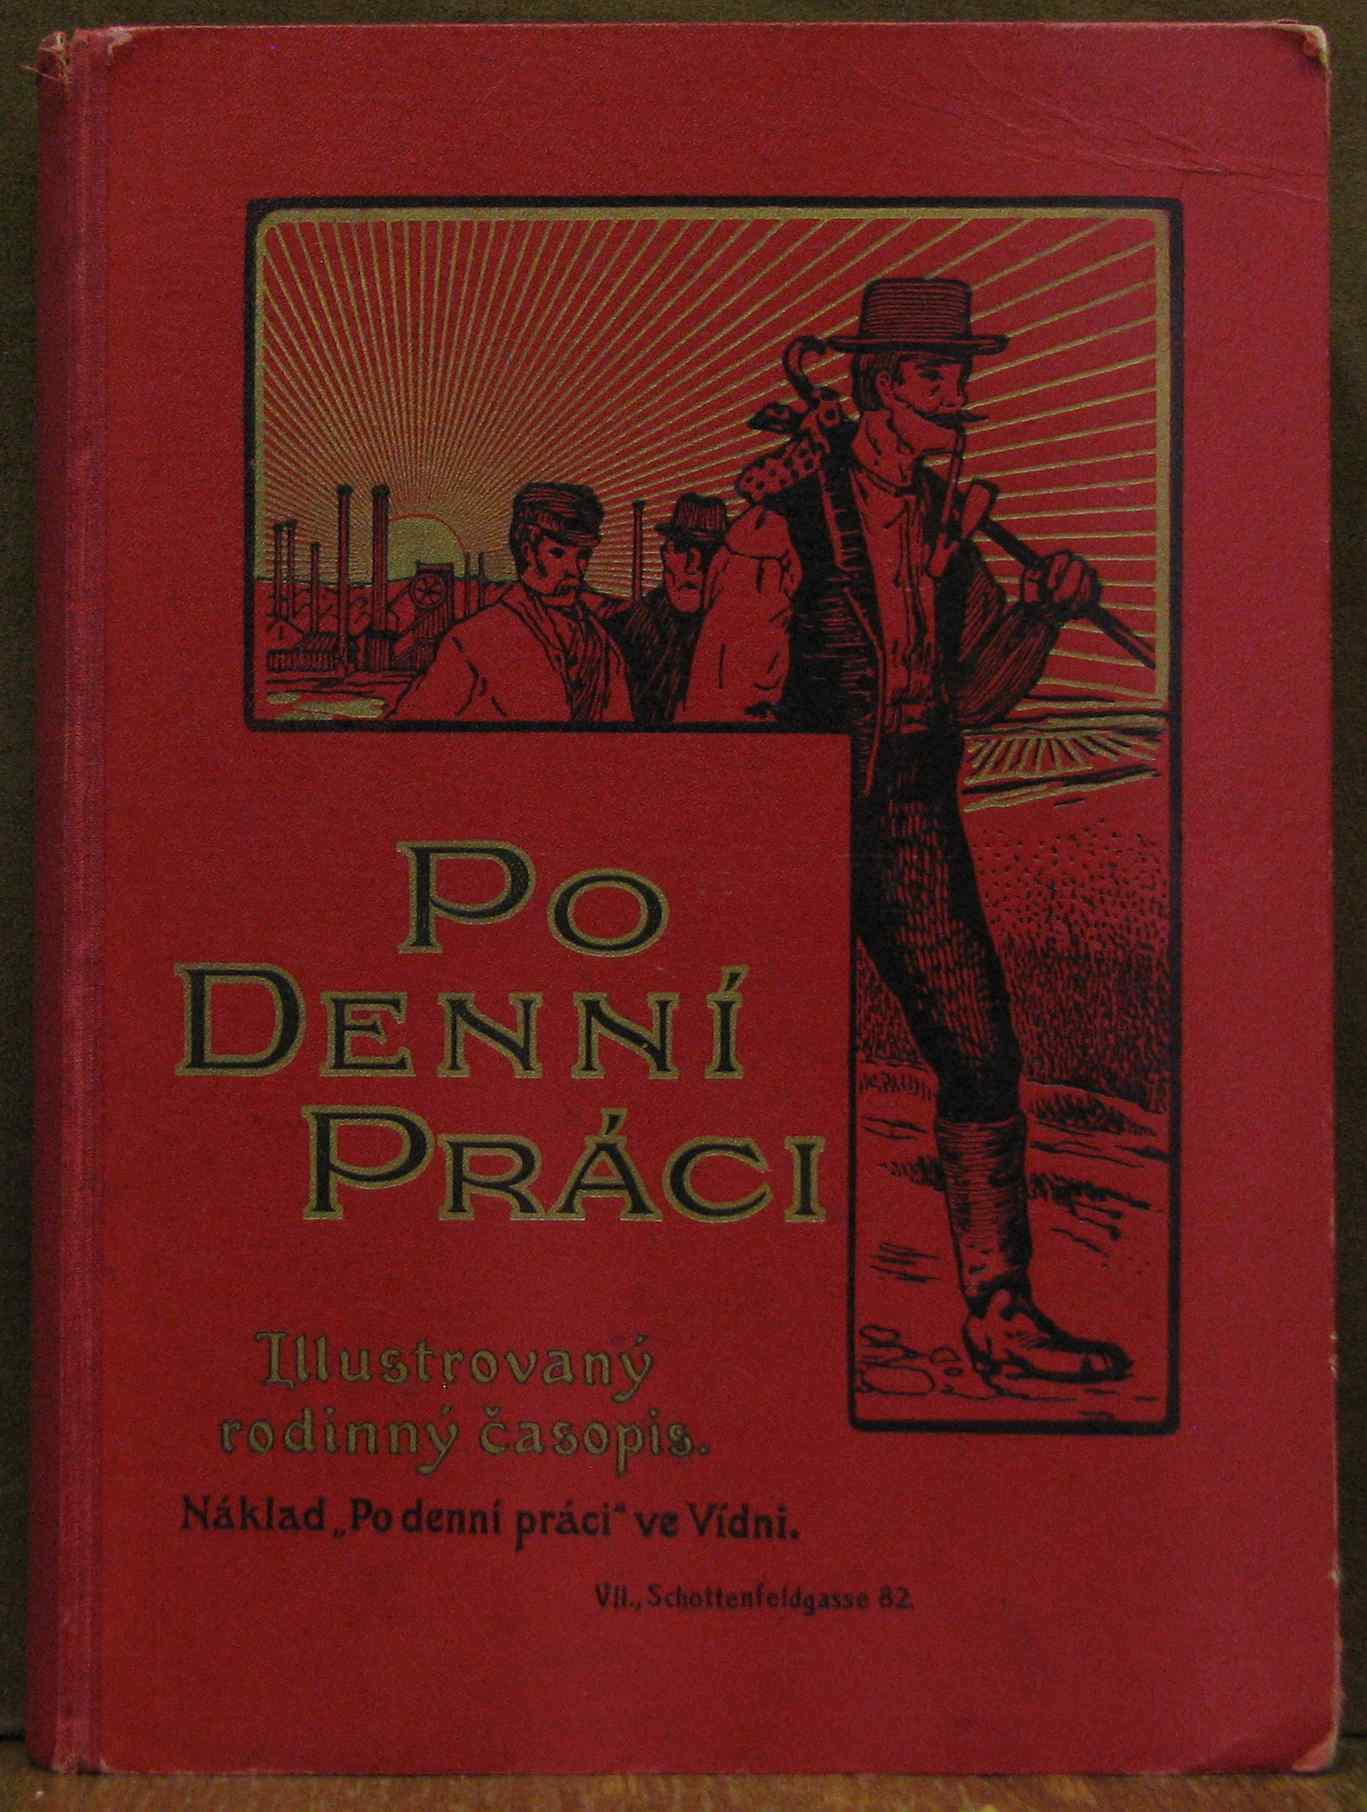 PO
DENNÍ
PRÁCI
Illustrovaný
rodinný časopis.
Náklad „Po denní práci“ ve Vídni.
VII., Schottenfeldgasse 82.